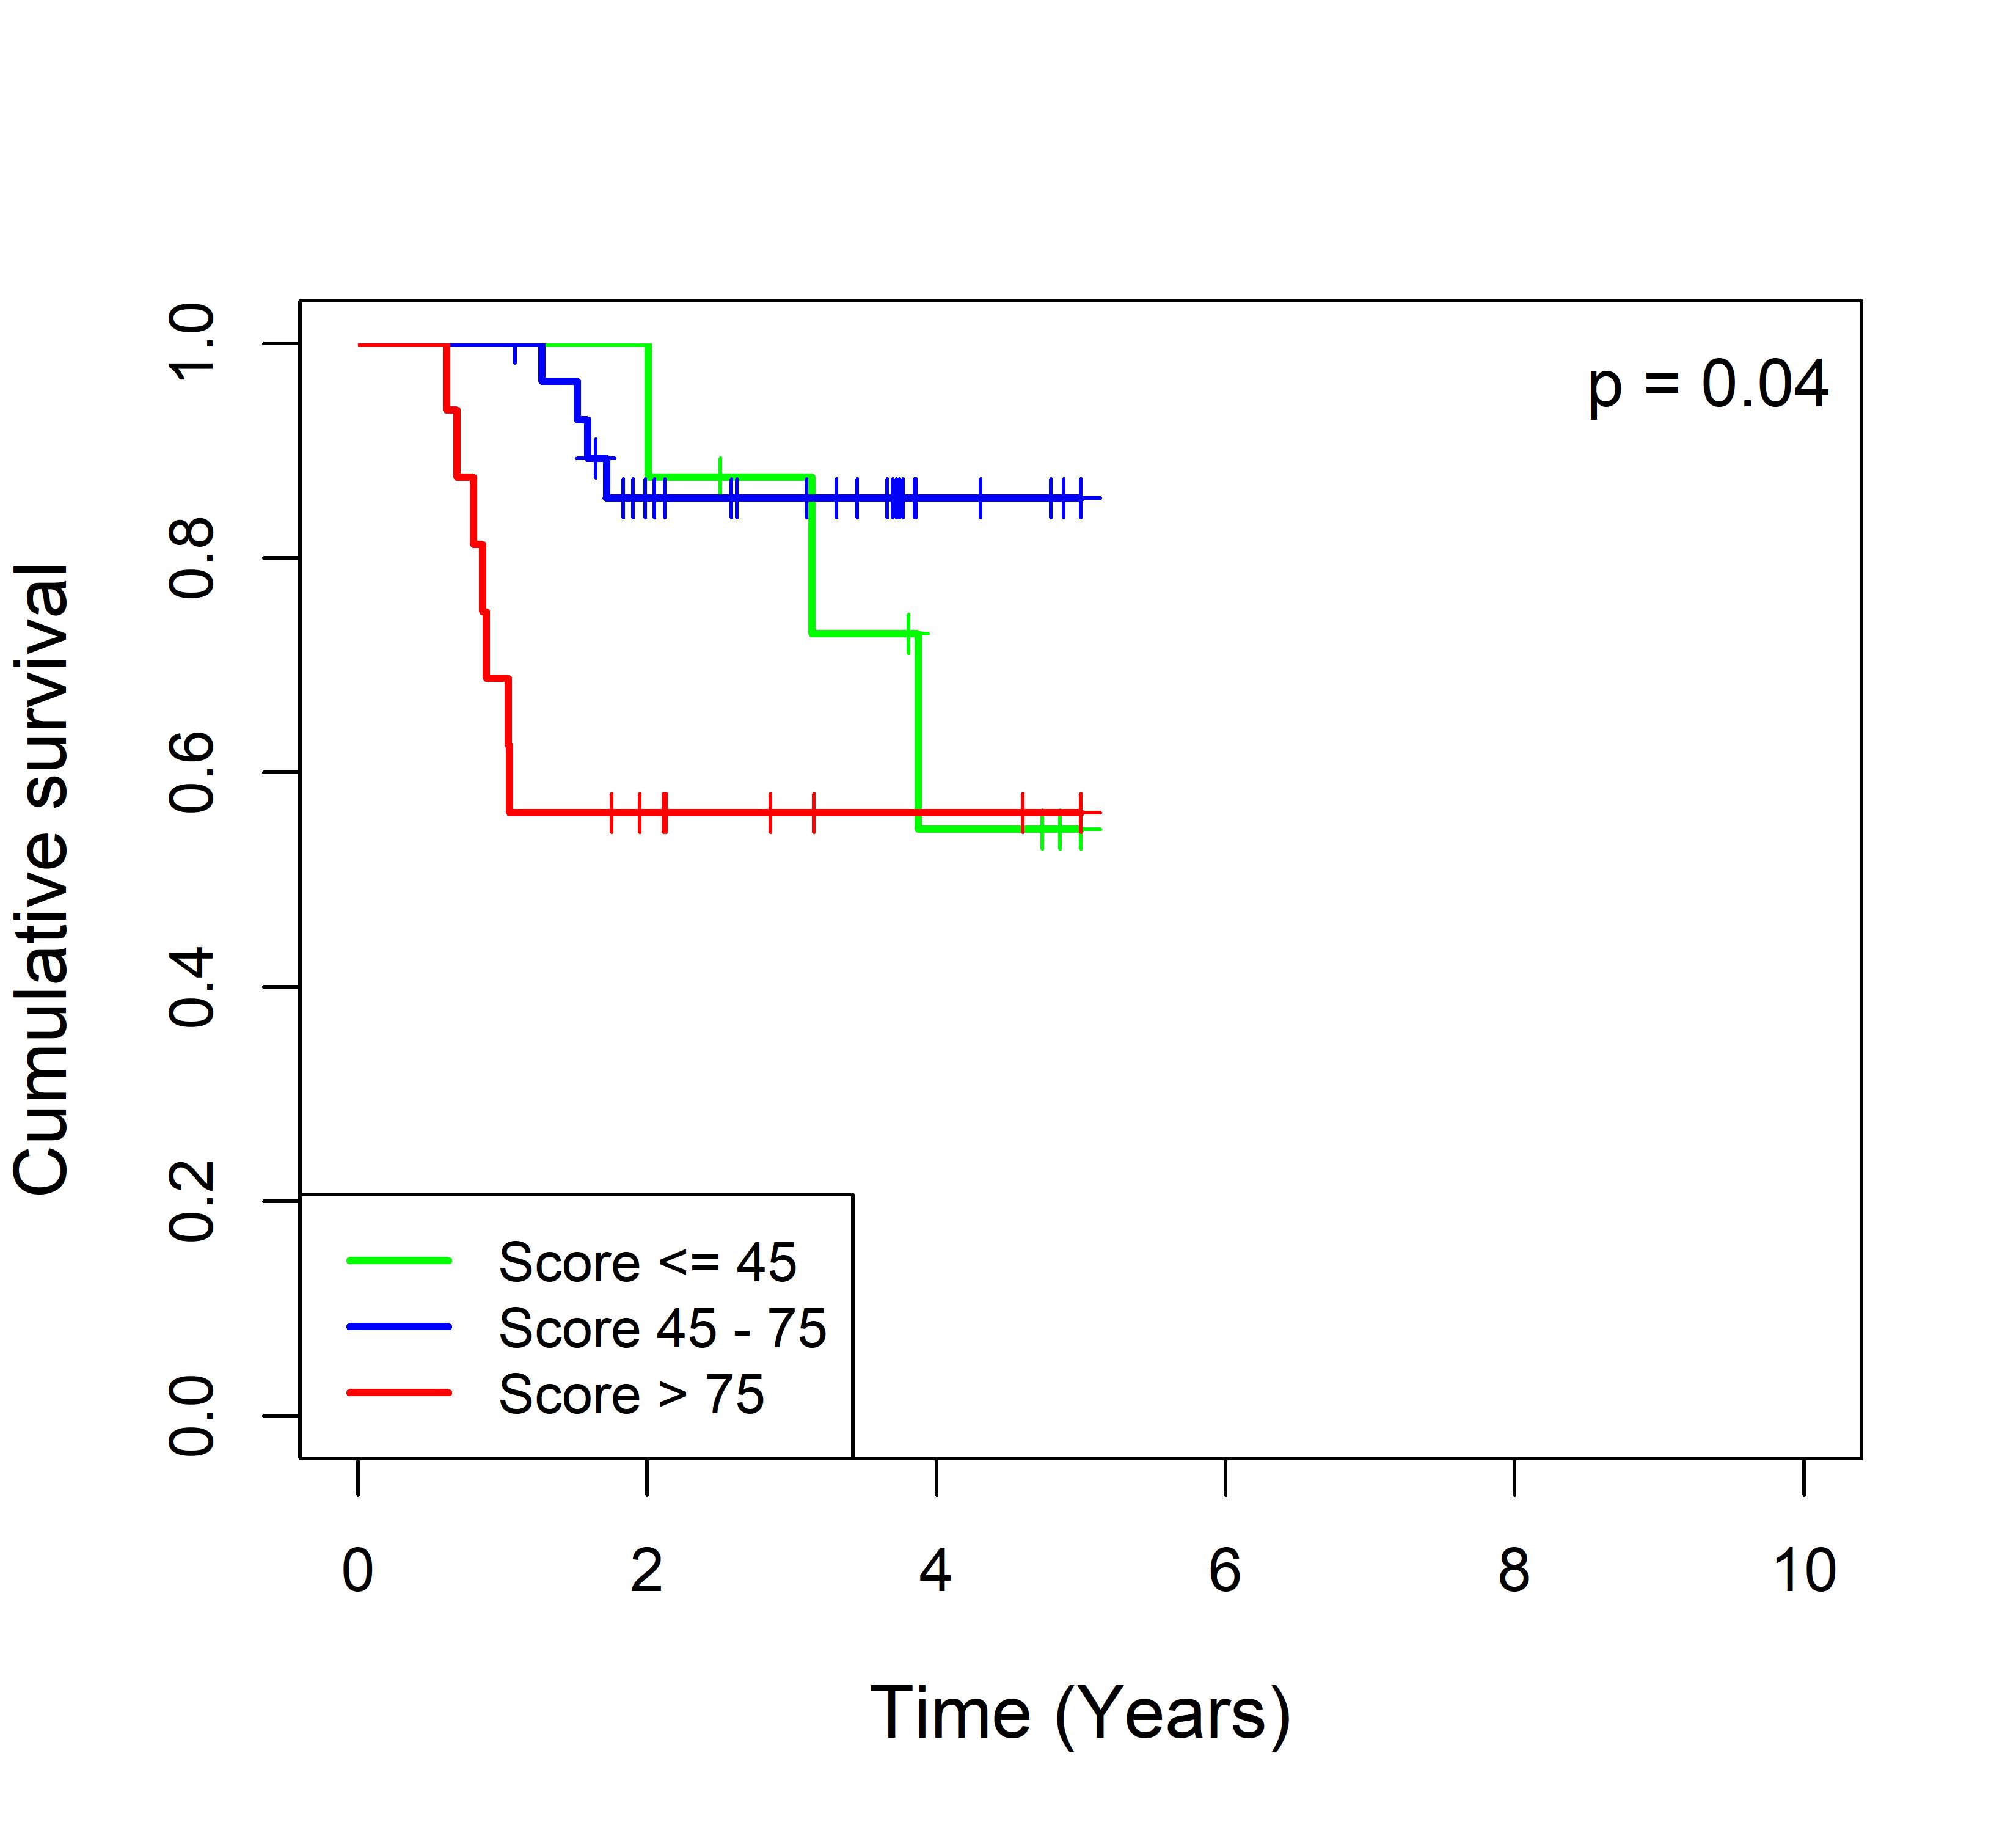 p = 0.04
Cumulative survival
1.0
0.8
0.6
0.4
0.2
0.0
Score <= 45
Score 45 - 75
Score > 75
0 2 4 6 8 10
Time (Years)